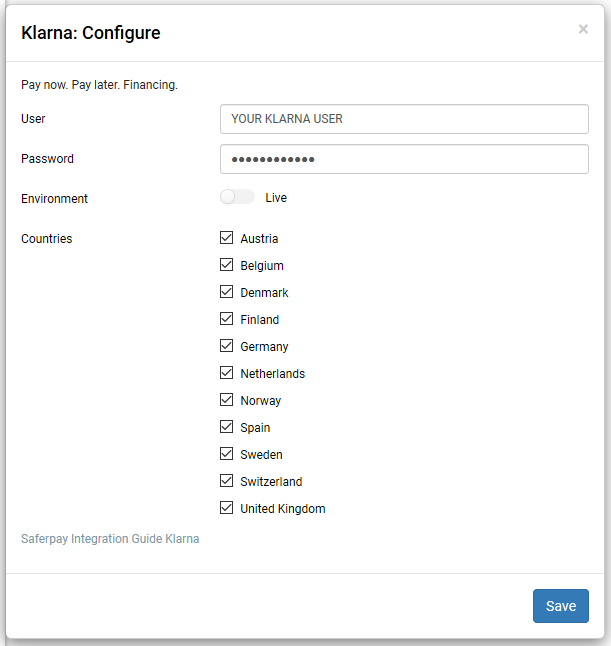 Klarna: Configure
×
Pay now. Pay later. Financing.
User
YOUR KLARNA USER
Password
••••••••••••
Environment
Live
Countries
Austria
Belgium
Denmark
Finland
Germany
Netherlands
Norway
Spain
Sweden
Switzerland
United Kingdom
Saferpay Integration Guide Klarna
Save